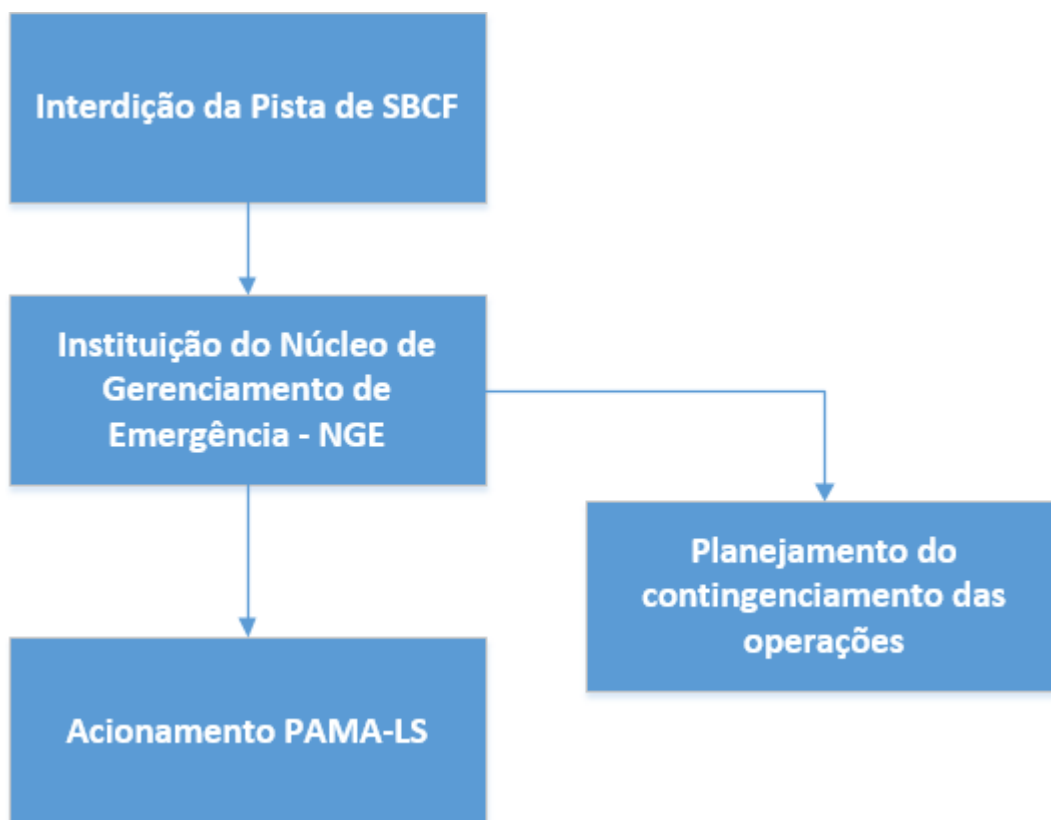 Interdição da Pista de SBCF
Instituição do Núcleo de
Gerenciamento de
Emergência - NGE
Planejamento do
contingenciamento das
operações
Acionamento PAMA-LS